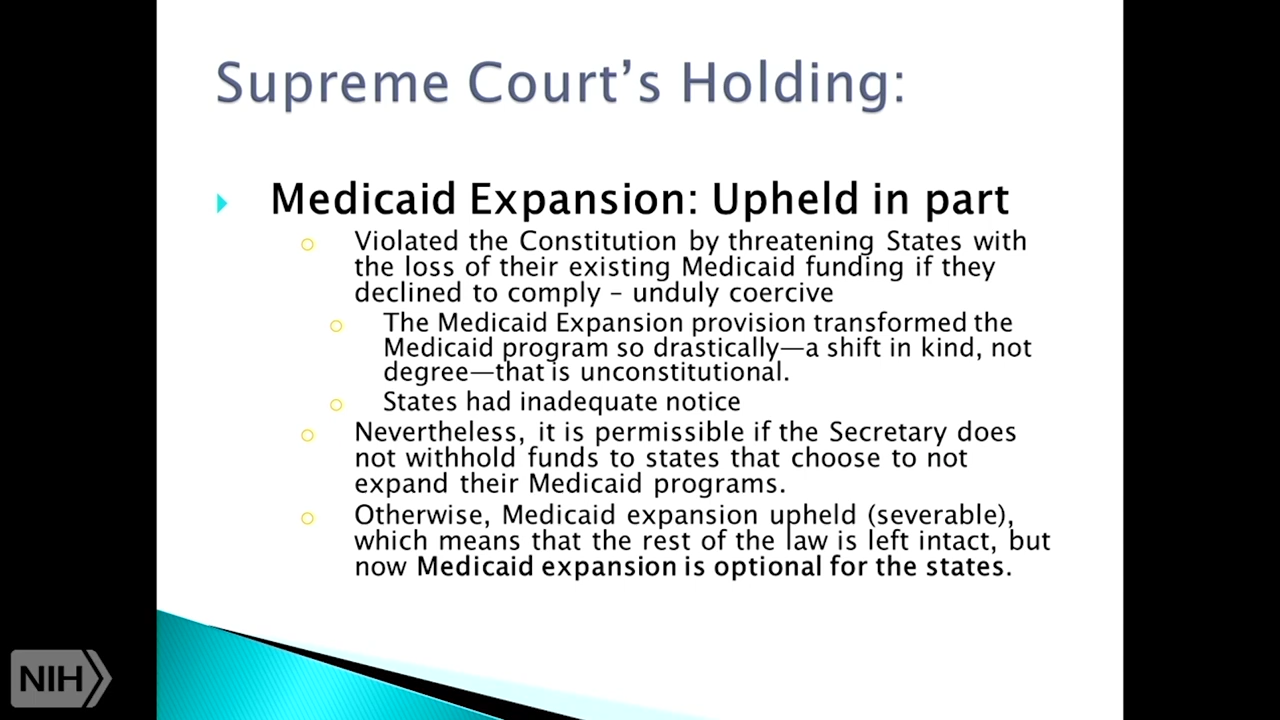 Supreme Court’s Holding:
Medicaid Expansion: Upheld in part
Violated the Constitution by threatening States with
the loss of their existing Medicaid funding if they
declined to comply – unduly coercive
The Medicaid Expansion provision transformed the
Medicaid program so drastically—a shift in kind, not
degree—that is unconstitutional.
States had inadequate notice
Nevertheless, it is permissible if the Secretary does
not withhold funds to states that choose to not
expand their Medicaid programs.
Otherwise, Medicaid expansion upheld (severable),
which means that the rest of the law is left intact, but
now Medicaid expansion is optional for the states.
NIH